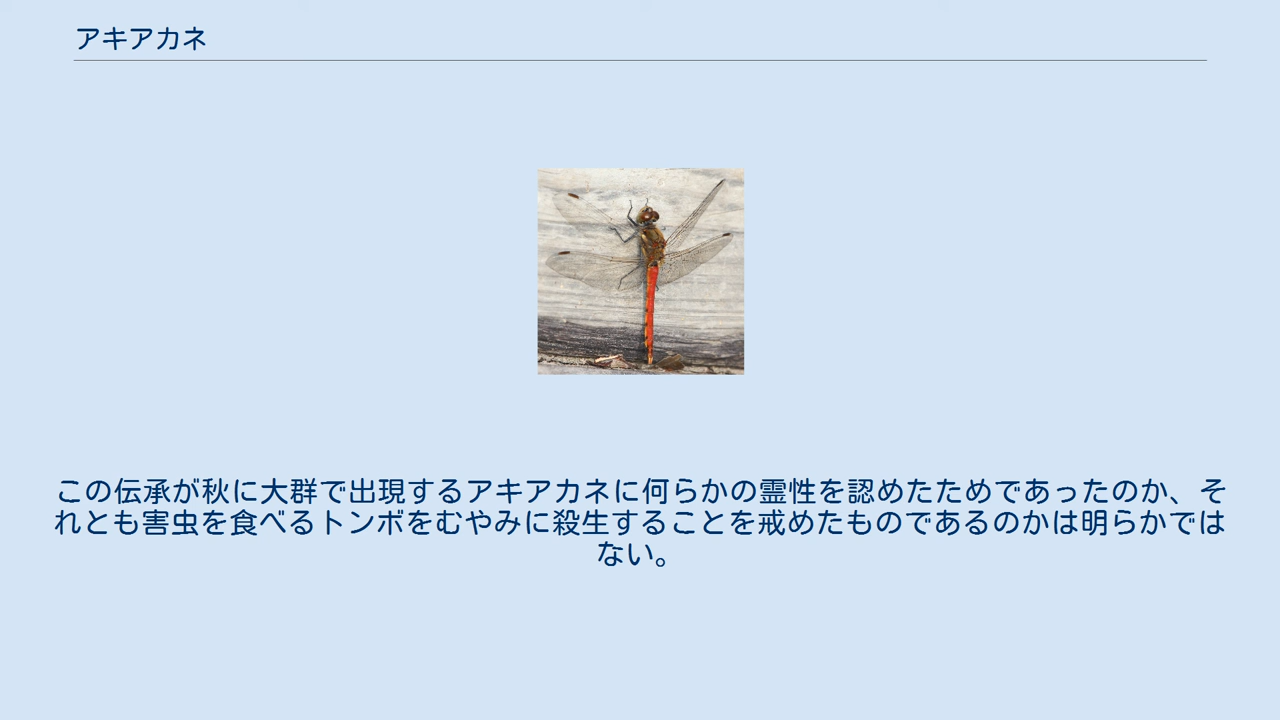 アキアカネ
この伝承が秋に大群で出現するアキアカネに何らかの霊性を認めたためであったのか、そ
れとも害虫を食べるトンボをむやみに殺生することを戒めたものであるのかは明らかでは
ない。